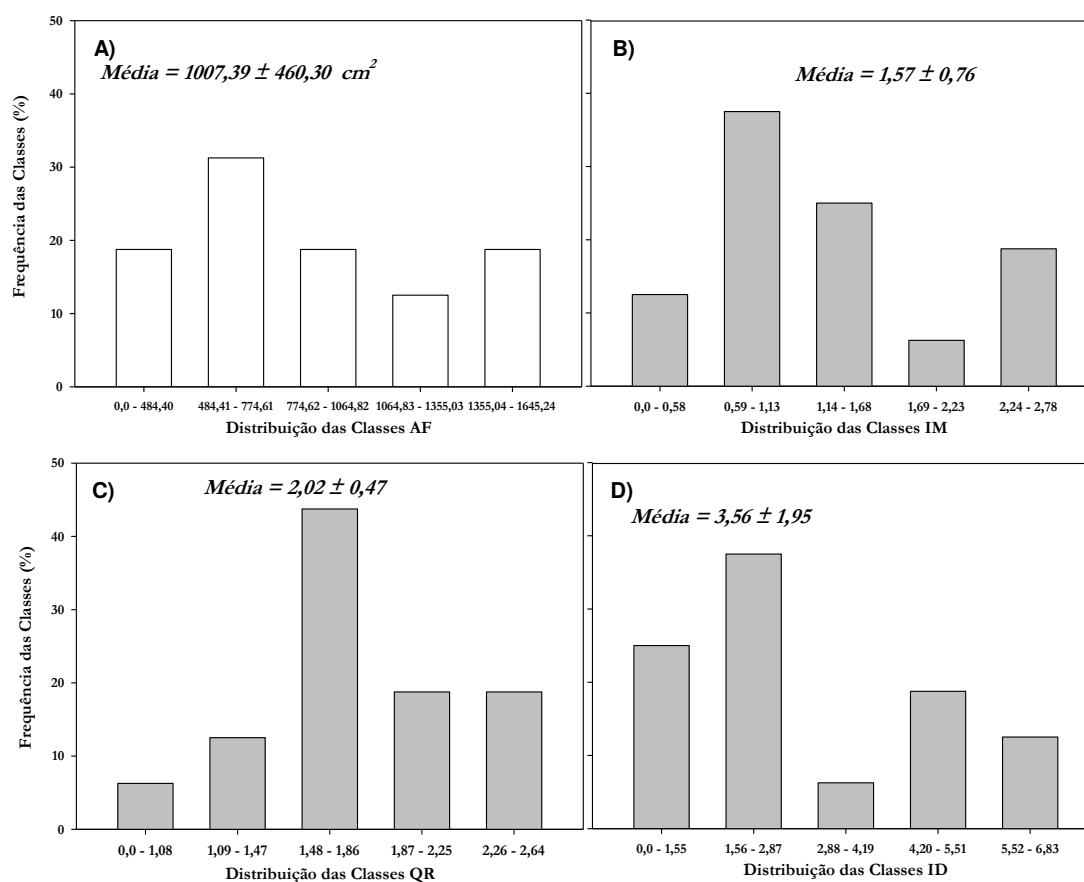 A)
Média = 1007,39 ± 460,30 cm²
Frequência das Classes (%)
50
40
30
20
10
0
0,0 - 484,40 484,41 - 774,61 774,62 - 1064,82 1064,83 - 1355,03 1355,04 - 1645,24
Distribuição das Classes AF
B)
Média = 1,57 ± 0,76
0,0 - 0,58 0,59 - 1,13 1,14 - 1,68 1,69 - 2,23 2,24 - 2,78
Distribuição das Classes IM
C)
Média = 2,02 ± 0,47
Frequência das Classes (%)
50
40
30
20
10
0
0,0 - 1,08 1,09 - 1,47 1,48 - 1,86 1,87 - 2,25 2,26 - 2,64
Distribuição das Classes QR
D)
Média = 3,56 ± 1,95
0,0 - 1,55 1,56 - 2,87 2,88 - 4,19 4,20 - 5,51 5,52 - 6,83
Distribuição das Classes ID